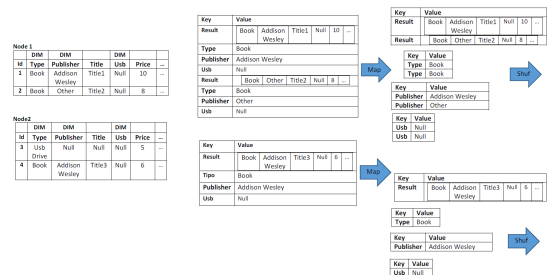 Node 1
DIM DIM DIM
Id Type Publisher Title Usb Price ...
1 Book Addison Wesley Title1 Null 10 ...
2 Book Other Title2 Null 8 ...
Node2
DIM DIM DIM
Id Type Publisher Title Usb Price ...
3 Usb Drive Null Null Null 5 ...
4 Book Addison Wesley Title3 Null 6 ...
Key Value
Result Book Addison Wesley Title1 Null 10 ...
Type Book
Publisher Addison Wesley
Usb Null
Result Book Other Title2 Null 8 ...
Type Book
Publisher Other
Usb Null
Key Value
Result Book Addison Wesley Title3 Null 6 ...
Tipo Book
Publisher Addison Wesley
Usb Null
Map
Map
Key Value
Result Book Addison Wesley Title1 Null 10 ...
Result Book Other Title2 Null 8 ...
Key Value
Type Book
Type Book
Key Value
Publisher Addison Wesley
Publisher Other
Key Value
Usb Null
Usb Null
Shuf
Key Value
Result Book Addison Wesley Title3 Null 6 ...
Key Value
Type Book
Key Value
Publisher Addison Wesley
Key Value
Usb Null
Shuf